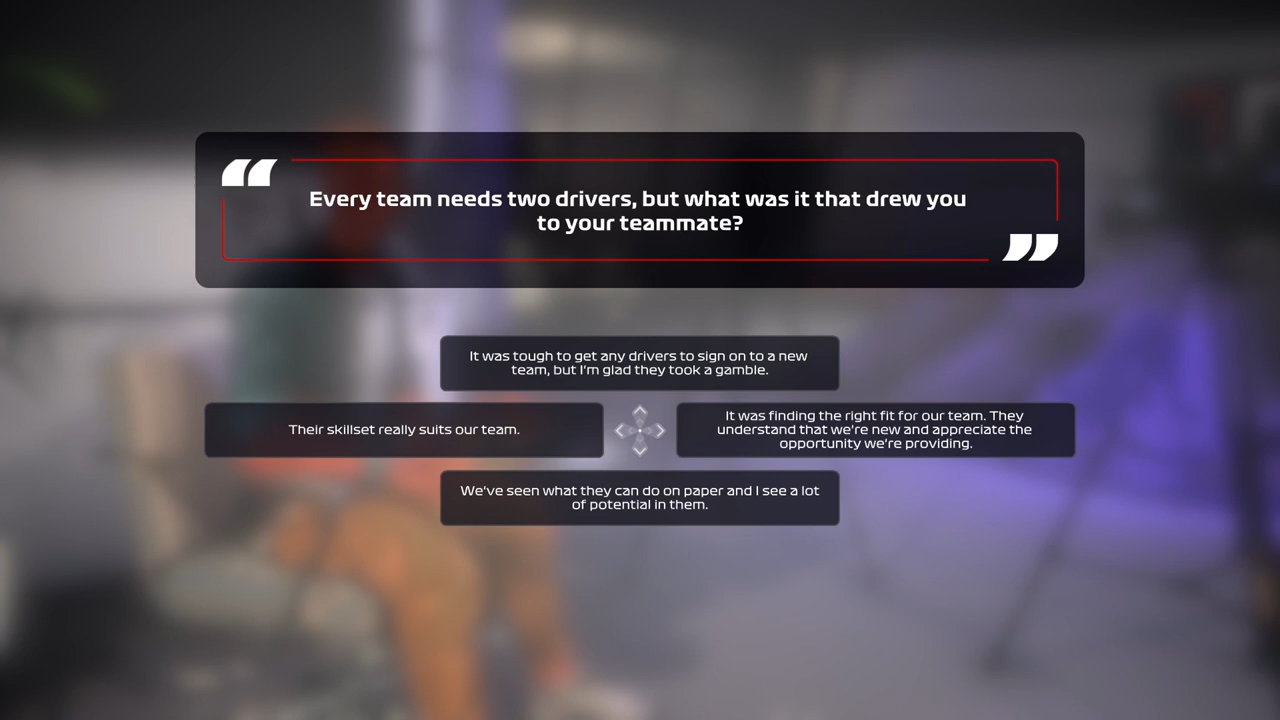 Every team needs two drivers, but what was it that drew you
to your teammate?
It was tough to get any drivers to sign on to a new
team, but I'm glad they took a gamble.
Their skillset really suits our team.
It was finding the right fit for our team. They
understand that we're new and appreciate the
opportunity we're providing.
We've seen what they can do on paper and I see a lot
of potential in them.